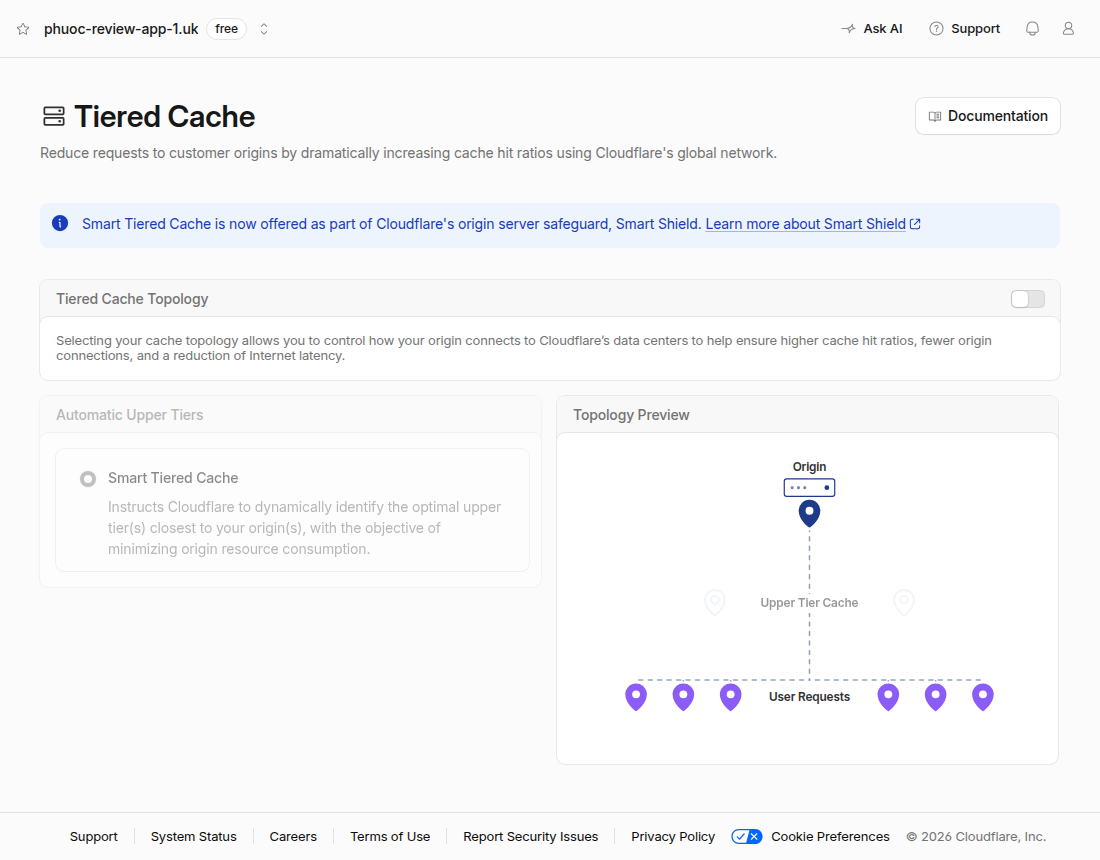 phuoc-review-app-1.uk free Ask AI Support
Tiered Cache
Documentation
Reduce requests to customer origins by dramatically increasing cache hit ratios using Cloudflare's global network.
Smart Tiered Cache is now offered as part of Cloudflare's origin server safeguard, Smart Shield. Learn more about Smart Shield
Tiered Cache Topology
Selecting your cache topology allows you to control how your origin connects to Cloudflare's data centers to help ensure higher cache hit ratios, fewer origin
connections, and a reduction of Internet latency.
Automatic Upper Tiers
Smart Tiered Cache
Instructs Cloudflare to dynamically identify the optimal upper
tier(s) closest to your origin(s), with the objective of
minimizing origin resource consumption.
Topology Preview
Origin
Upper Tier Cache
User Requests
Support System Status Careers Terms of Use Report Security Issues Privacy Policy Cookie Preferences © 2026 Cloudflare, Inc.